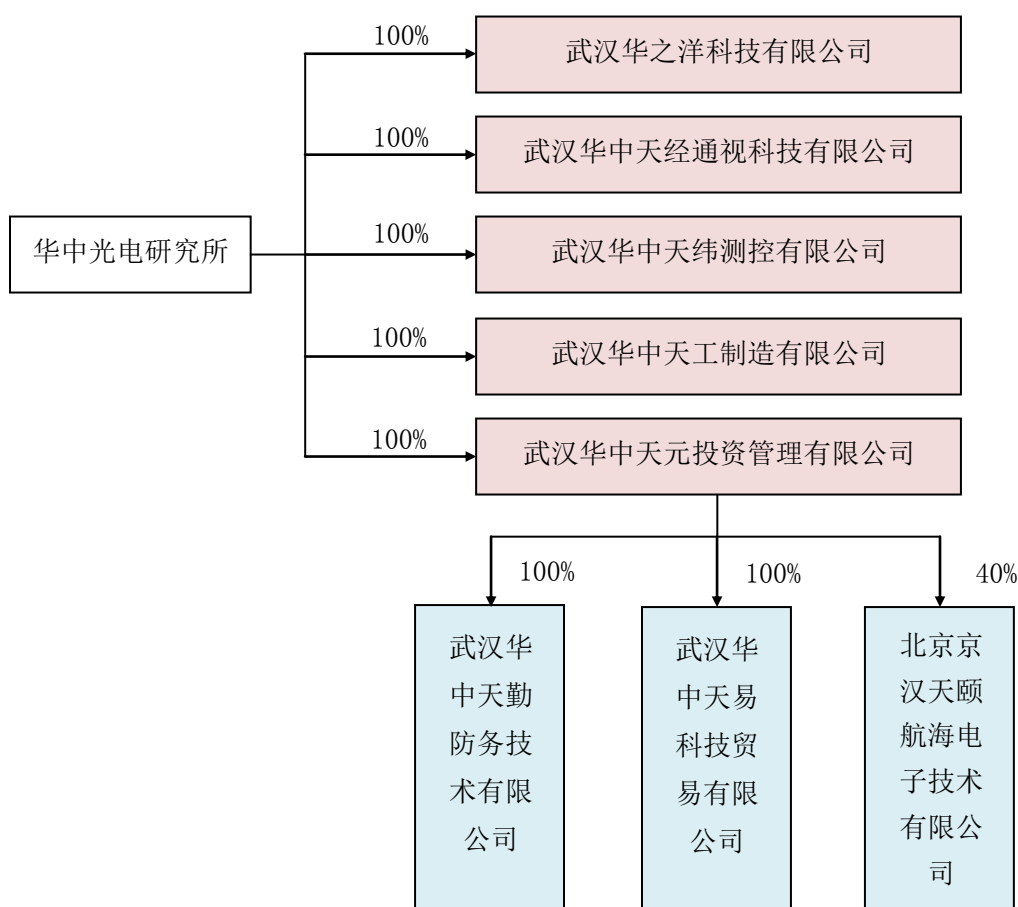 100%
武汉华之洋科技有限公司
100%
武汉华中天经通视科技有限公司
华中光电研究所
100%
武汉华中天纬测控有限公司
100%
武汉华中天工制造有限公司
100%
武汉华中天元投资管理有限公司
100%
100%
40%
武汉华
中天勤
防务技
术有限
公司
武汉华
中天易
科技贸
易有限
公司
北京京
汉天颐
航海电
子技术
有限公
司